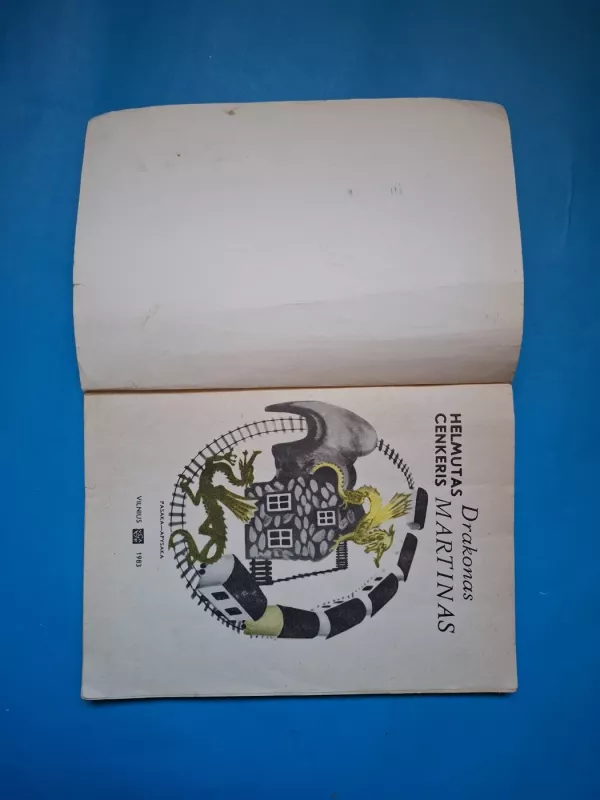 HELMUTAS
CENKERIS
Drakonas
MARTINAS
PASAKA—APYSAKA
VILNIUS 1983